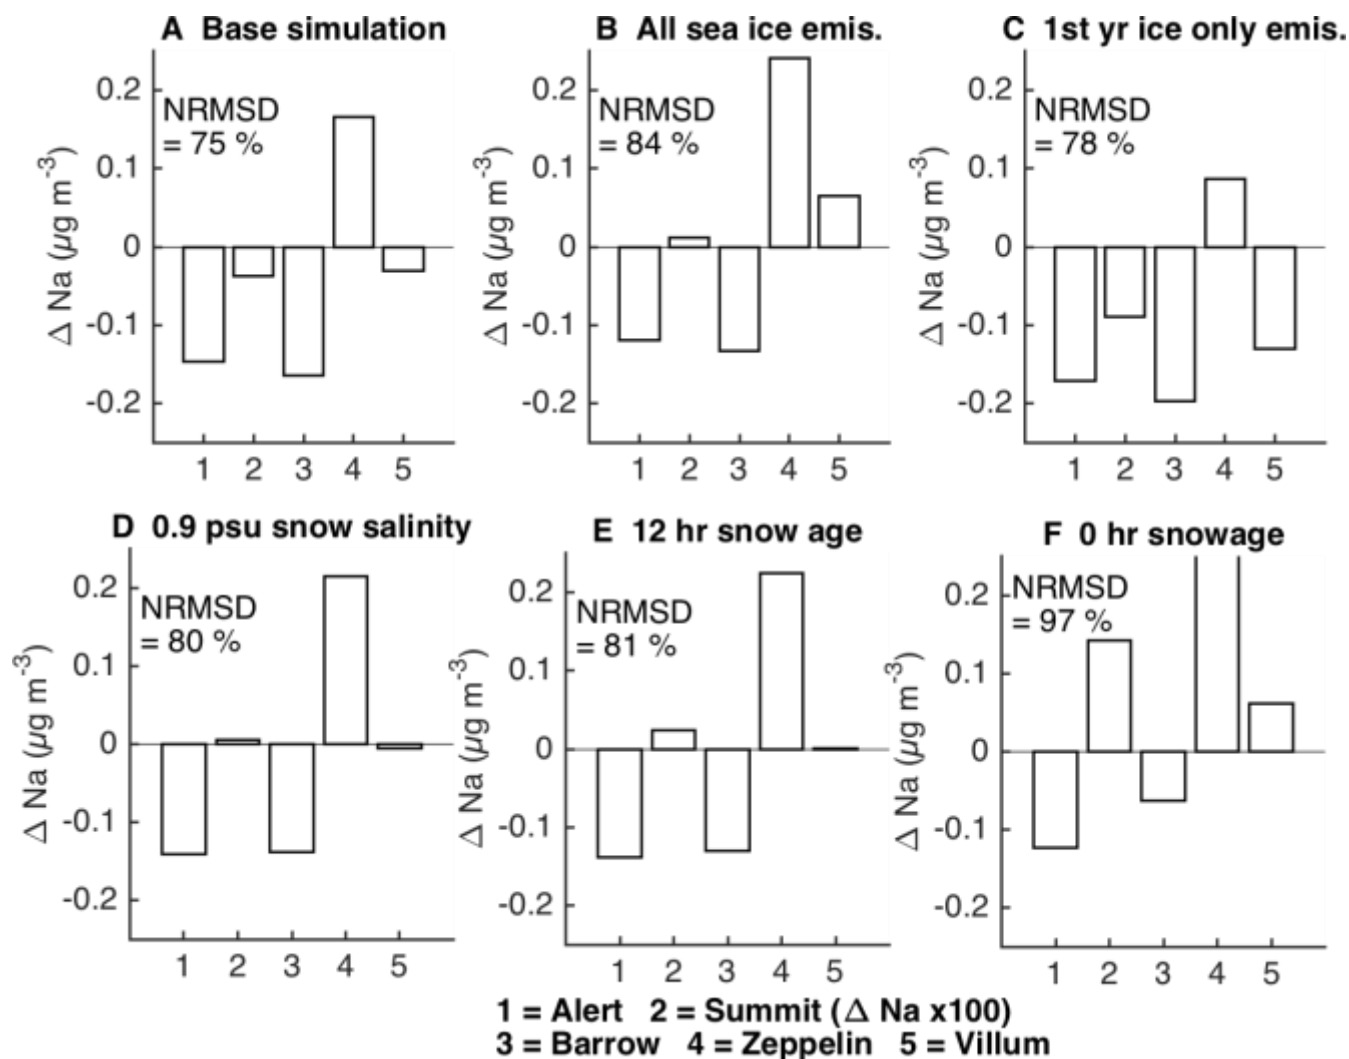 A Base simulation
NRMSD
= 75 %
Δ Na (µg m⁻³)
0.2
0.1
0
-0.1
-0.2
1 2 3 4 5
B All sea ice emis.
NRMSD
= 84 %
Δ Na (µg m⁻³)
0.2
0.1
0
-0.1
-0.2
1 2 3 4 5
C 1st yr ice only emis.
NRMSD
= 78 %
Δ Na (µg m⁻³)
0.2
0.1
0
-0.1
-0.2
1 2 3 4 5
D 0.9 psu snow salinity
NRMSD
= 80 %
Δ Na (µg m⁻³)
0.2
0.1
0
-0.1
-0.2
1 2 3 4 5
E 12 hr snow age
NRMSD
= 81 %
Δ Na (µg m⁻³)
0.2
0.1
0
-0.1
-0.2
1 2 3 4 5
F 0 hr snowage
NRMSD
= 97 %
Δ Na (µg m⁻³)
0.2
0.1
0
-0.1
-0.2
1 2 3 4 5
1 = Alert 2 = Summit (Δ Na x100)
3 = Barrow 4 = Zeppelin 5 = Villum